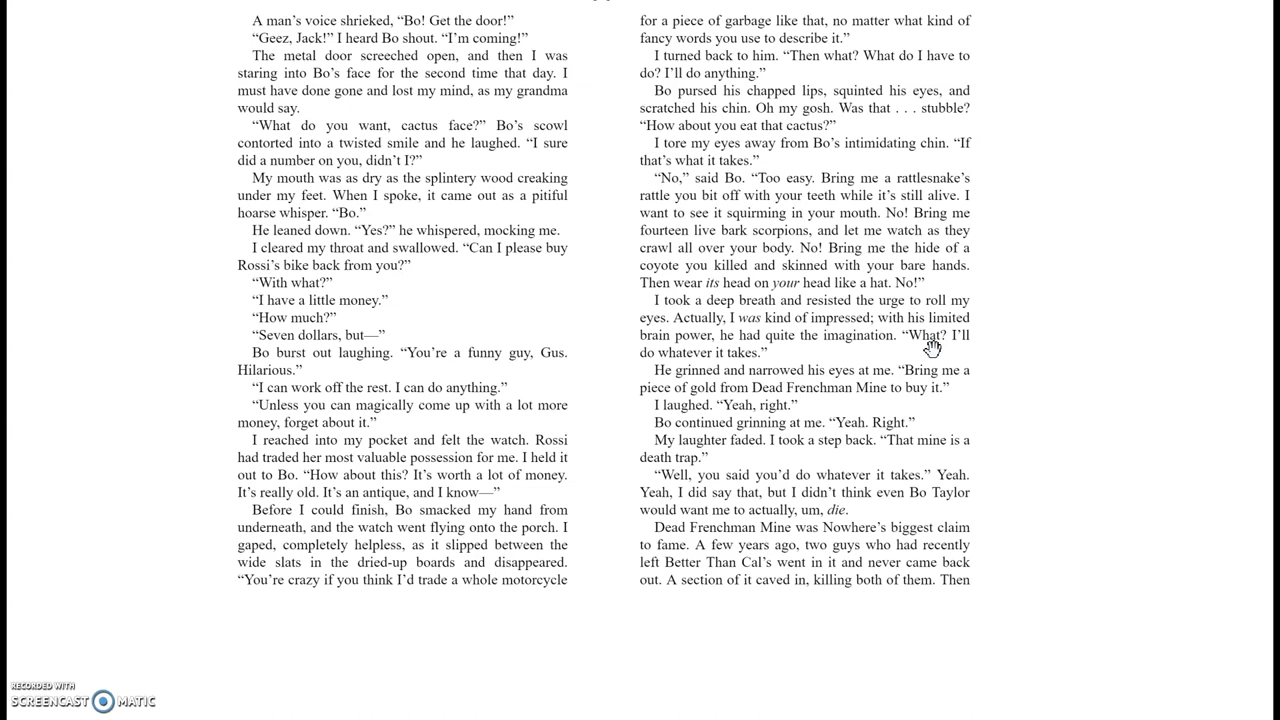 A man’s voice shrieked, “Bo! Get the door!”
“Geez, Jack!” I heard Bo shout. “I’m coming!”
The metal door screeched open, and then I was
staring into Bo’s face for the second time that day. I
must have done gone and lost my mind, as my grandma
would say.
“What do you want, cactus face?” Bo’s scowl
contorted into a twisted smile and he laughed. “I sure
did a number on you, didn’t I?”
My mouth was as dry as the splintery wood creaking
under my feet. When I spoke, it came out as a pitiful
hoarse whisper. “Bo.”
He leaned down. “Yes?” he whispered, mocking me.
I cleared my throat and swallowed. “Can I please buy
Rossi’s bike back from you?”
“With what?”
“I have a little money.”
“How much?”
“Seven dollars, but—”
Bo burst out laughing. “You’re a funny guy, Gus.
Hilarious.”
“I can work off the rest. I can do anything.”
“Unless you can magically come up with a lot more
money, forget about it.”
I reached into my pocket and felt the watch. Rossi
had traded her most valuable possession for me. I held it
out to Bo. “How about this? It’s worth a lot of money.
It’s really old. It’s an antique, and I know—”
Before I could finish, Bo smacked my hand from
underneath, and the watch went flying onto the porch. I
gaped, completely helpless, as it slipped between the
wide slats in the dried-up boards and disappeared.
“You’re crazy if you think I’d trade a whole motorcycle
for a piece of garbage like that, no matter what kind of
fancy words you use to describe it.”
I turned back to him. “Then what? What do I have to
do? I’ll do anything.”
Bo pursed his chapped lips, squinted his eyes, and
scratched his chin. Oh my gosh. Was that . . . stubble?
“How about you eat that cactus?”
I tore my eyes away from Bo’s intimidating chin. “If
that’s what it takes.”
“No,” said Bo. “Too easy. Bring me a rattlesnake’s
rattle you bit off with your teeth while it’s still alive. I
want to see it squirming in your mouth. No! Bring me
fourteen live bark scorpions, and let me watch as they
crawl all over your body. No! Bring me the hide of a
coyote you killed and skinned with your bare hands.
Then wear its head on your head like a hat. No!”
I took a deep breath and resisted the urge to roll my
eyes. Actually, I was kind of impressed; with his limited
brain power, he had quite the imagination. “What? I’ll
do whatever it takes.”
He grinned and narrowed his eyes at me. “Bring me a
piece of gold from Dead Frenchman Mine to buy it.”
I laughed. “Yeah, right.”
Bo continued grinning at me. “Yeah. Right.”
My laughter faded. I took a step back. “That mine is a
death trap.”
“Well, you said you’d do whatever it takes.” Yeah.
Yeah, I did say that, but I didn’t think even Bo Taylor
would want me to actually, um, die.
Dead Frenchman Mine was Nowhere’s biggest claim
to fame. A few years ago, two guys who had recently
left Better Than Cal’s went in it and never came back
out. A section of it caved in, killing both of them. Then
RECORDED WITH
SCREENCAST MATIC